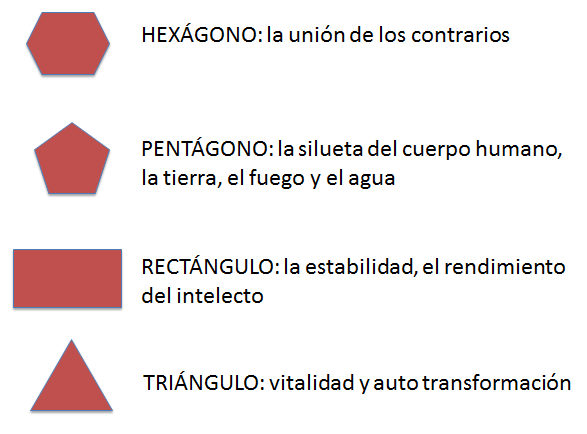 HEXÁGONO: la unión de los contrarios
PENTÁGONO: la silueta del cuerpo humano,
la tierra, el fuego y el agua
RECTÁNGULO: la estabilidad, el rendimiento
del intelecto
TRIÁNGULO: vitalidad y auto transformación